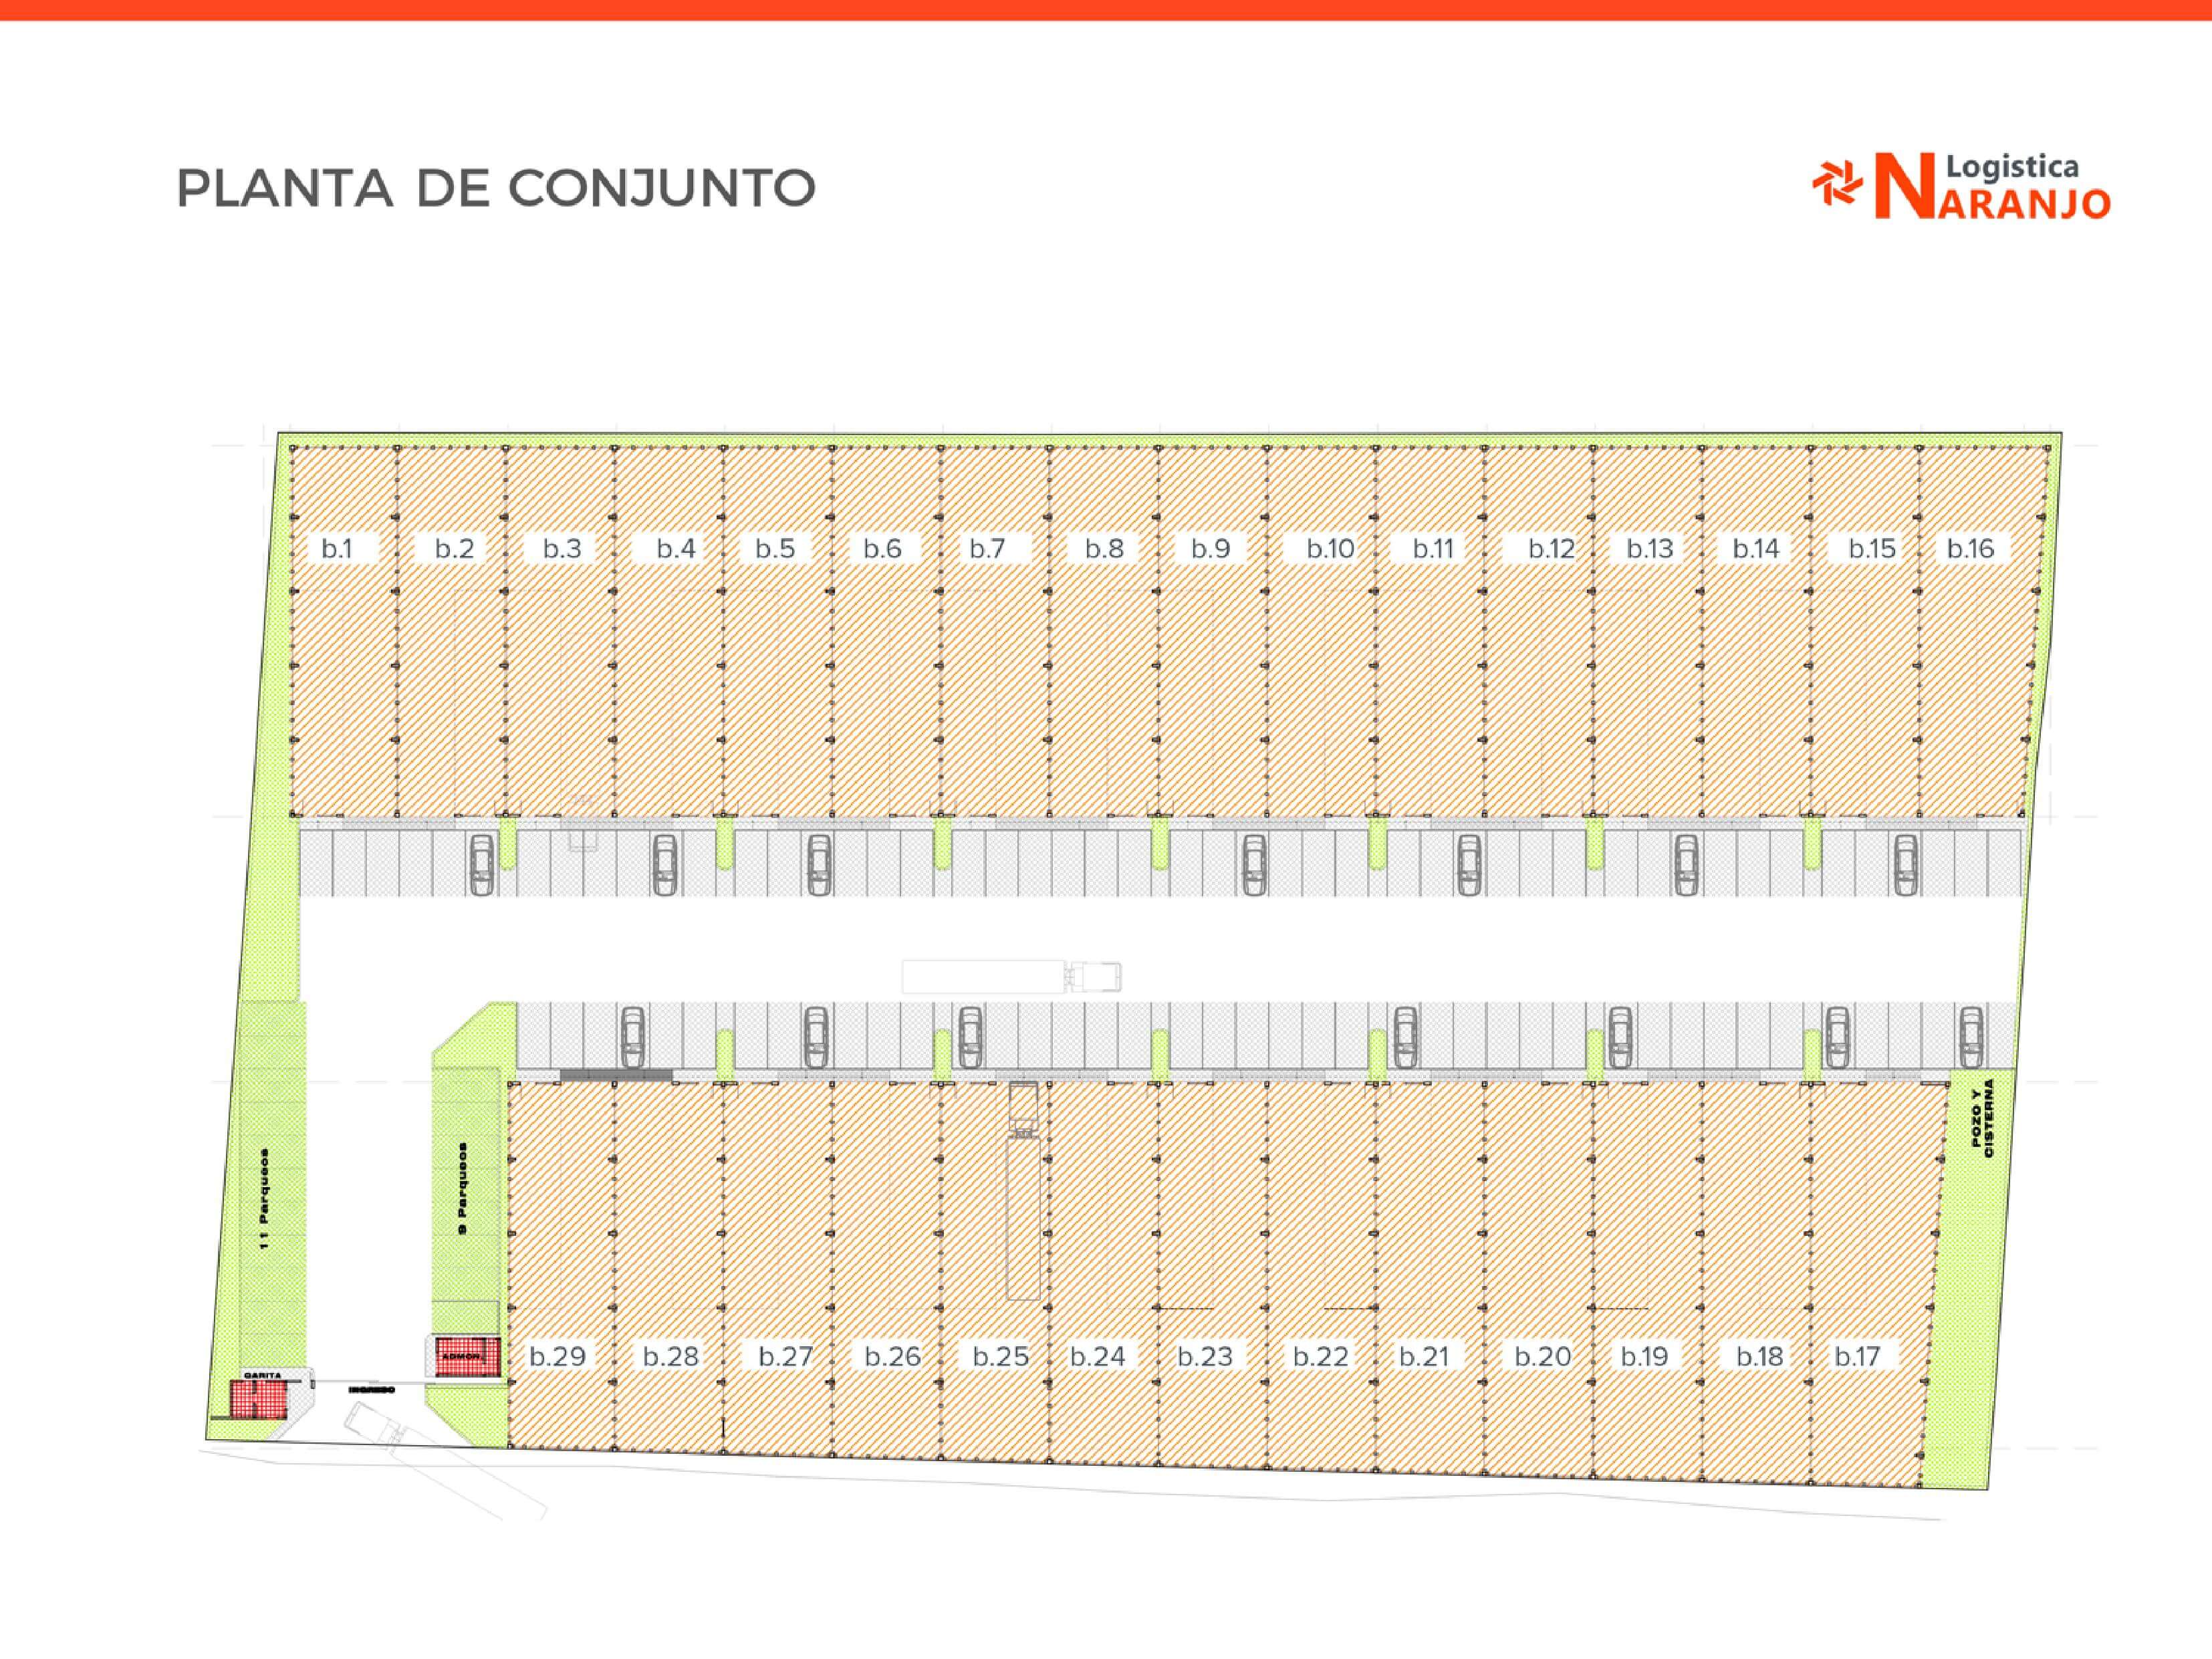 PLANTA DE CONJUNTO
Logistica
NARANJO
b.1 b.2 b.3 b.4 b.5 b.6 b.7 b.8 b.9 b.10 b.11 b.12 b.13 b.14 b.15 b.16
POZO Y
CISTERNA
11 Parqueos
9 Parqueos
b.29 b.28 b.27 b.26 b.25 b.24 b.23 b.22 b.21 b.20 b.19 b.18 b.17
ADMON.
GARITA
INGRESO